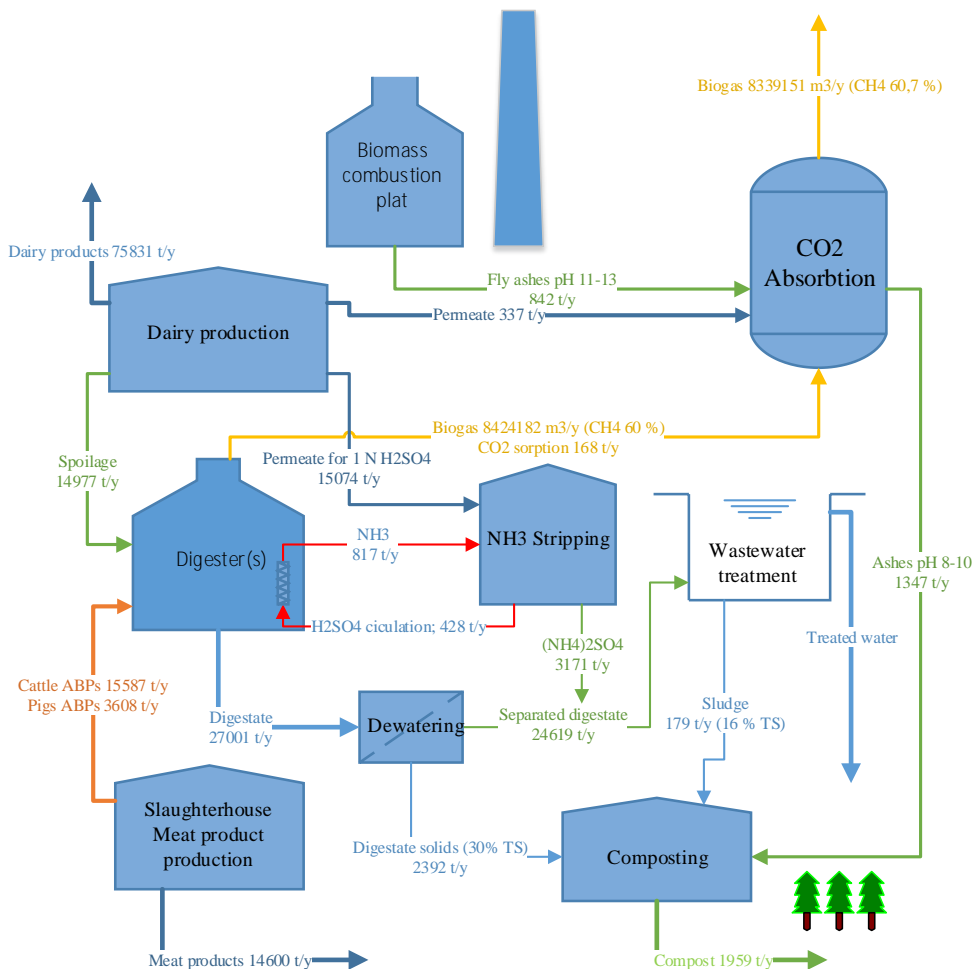 Biogas 8339151 m3/y (CH4 60,7 %)
Biomass
combustion
plat
CO2
Absorbtion
Dairy products 75831 t/y
Fly ashes pH 11-13
842 t/y
Permeate 337 t/y
Dairy production
Biogas 8424182 m3/y (CH4 60 %)
CO2 sorption 168 t/y
Spoilage
14977 t/y
Permeate for 1 N H2SO4
15074 t/y
NH3
817 t/y
NH3 Stripping
Digester(s)
Wastewater
treatment
Ashes pH 8-10
1347 t/y
H2SO4 ciculation; 428 t/y
Treated water
(NH4)2SO4
3171 t/y
Cattle ABPs 15587 t/y
Pigs ABPs 3608 t/y
Digestate
27001 t/y
Dewatering
Separated digestate
24619 t/y
Sludge
179 t/y (16 % TS)
Slaughterhouse
Meat product
production
Digestate solids (30% TS)
2392 t/y
Composting
Meat products 14600 t/y
Compost 1959 t/y